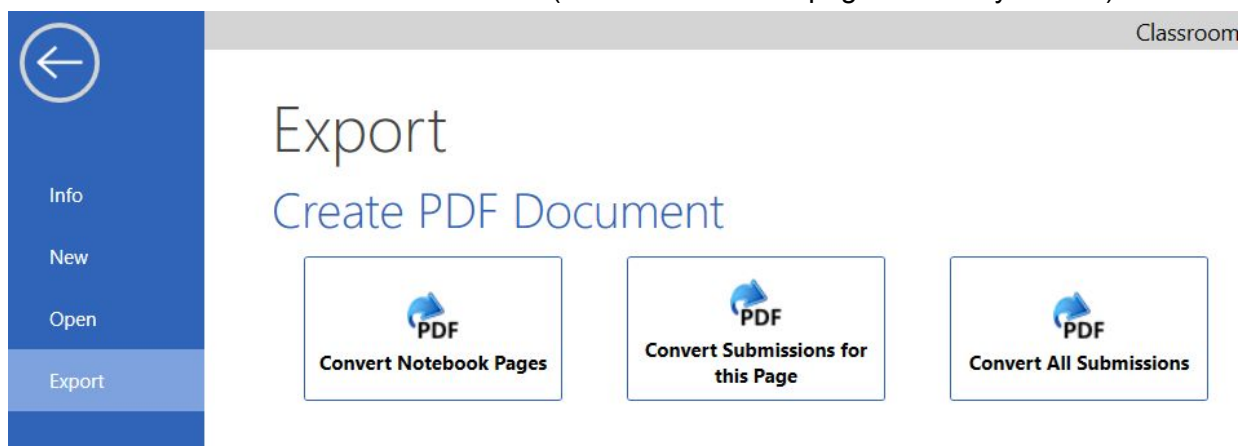 Classroom
Export
Create PDF Document
Info
New
Open
Export
PDF
Convert Notebook Pages
PDF
Convert Submissions for
this Page
PDF
Convert All Submissions